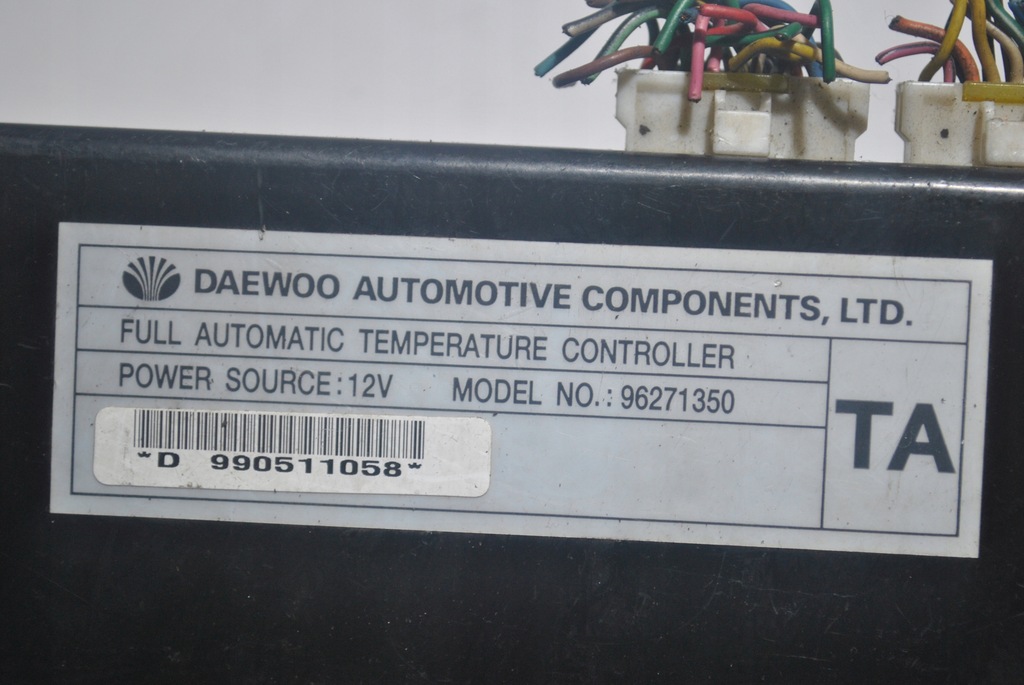 DAEWOO AUTOMOTIVE COMPONENTS, LTD.
FULL AUTOMATIC TEMPERATURE CONTROLLER
POWER SOURCE:12V MODEL NO.: 96271350
TA
*D 990511058*